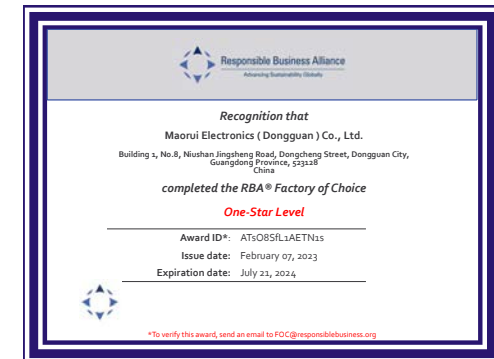 Responsible Business Alliance
Advancing Sustainability Globally
Recognition that
Maorui Electronics ( Dongguan ) Co., Ltd.
Building 1, No.8, Niushan Jingsheng Road, Dongcheng Street, Dongguan City,
Guangdong Province, 523128
China
completed the RBA® Factory of Choice
One-Star Level
Award ID*: ATsO8SfL1AETN1s
Issue date: February 07, 2023
Expiration date: July 21, 2024
*To verify this award, send an email to FOC@responsiblebusiness.org